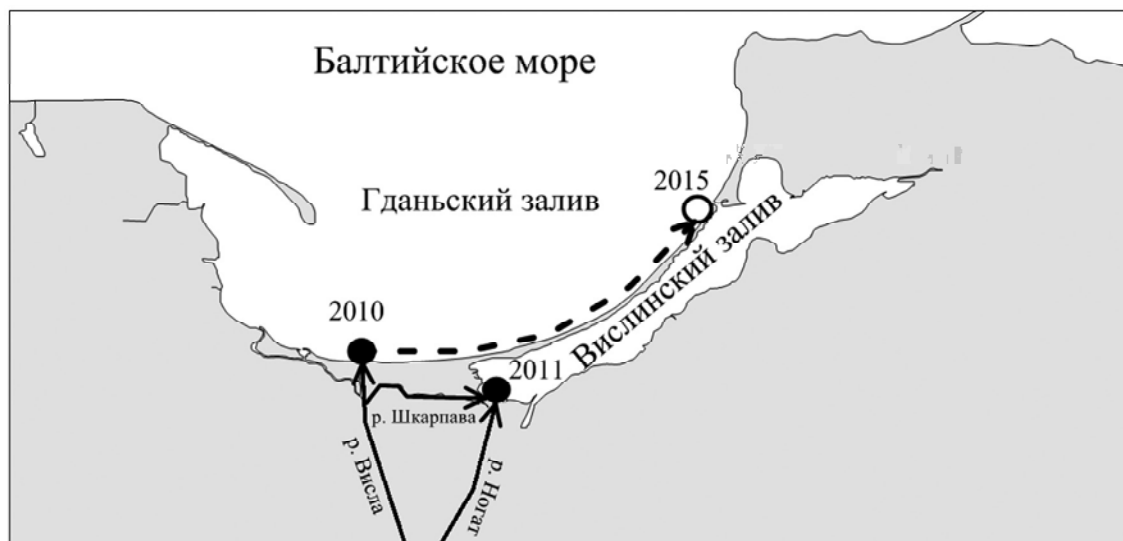 Балтийское море
2015
Гданьский залив
Вислинский залив
2010
2011
р. Шкарпава
р. Висла
р. Ногат